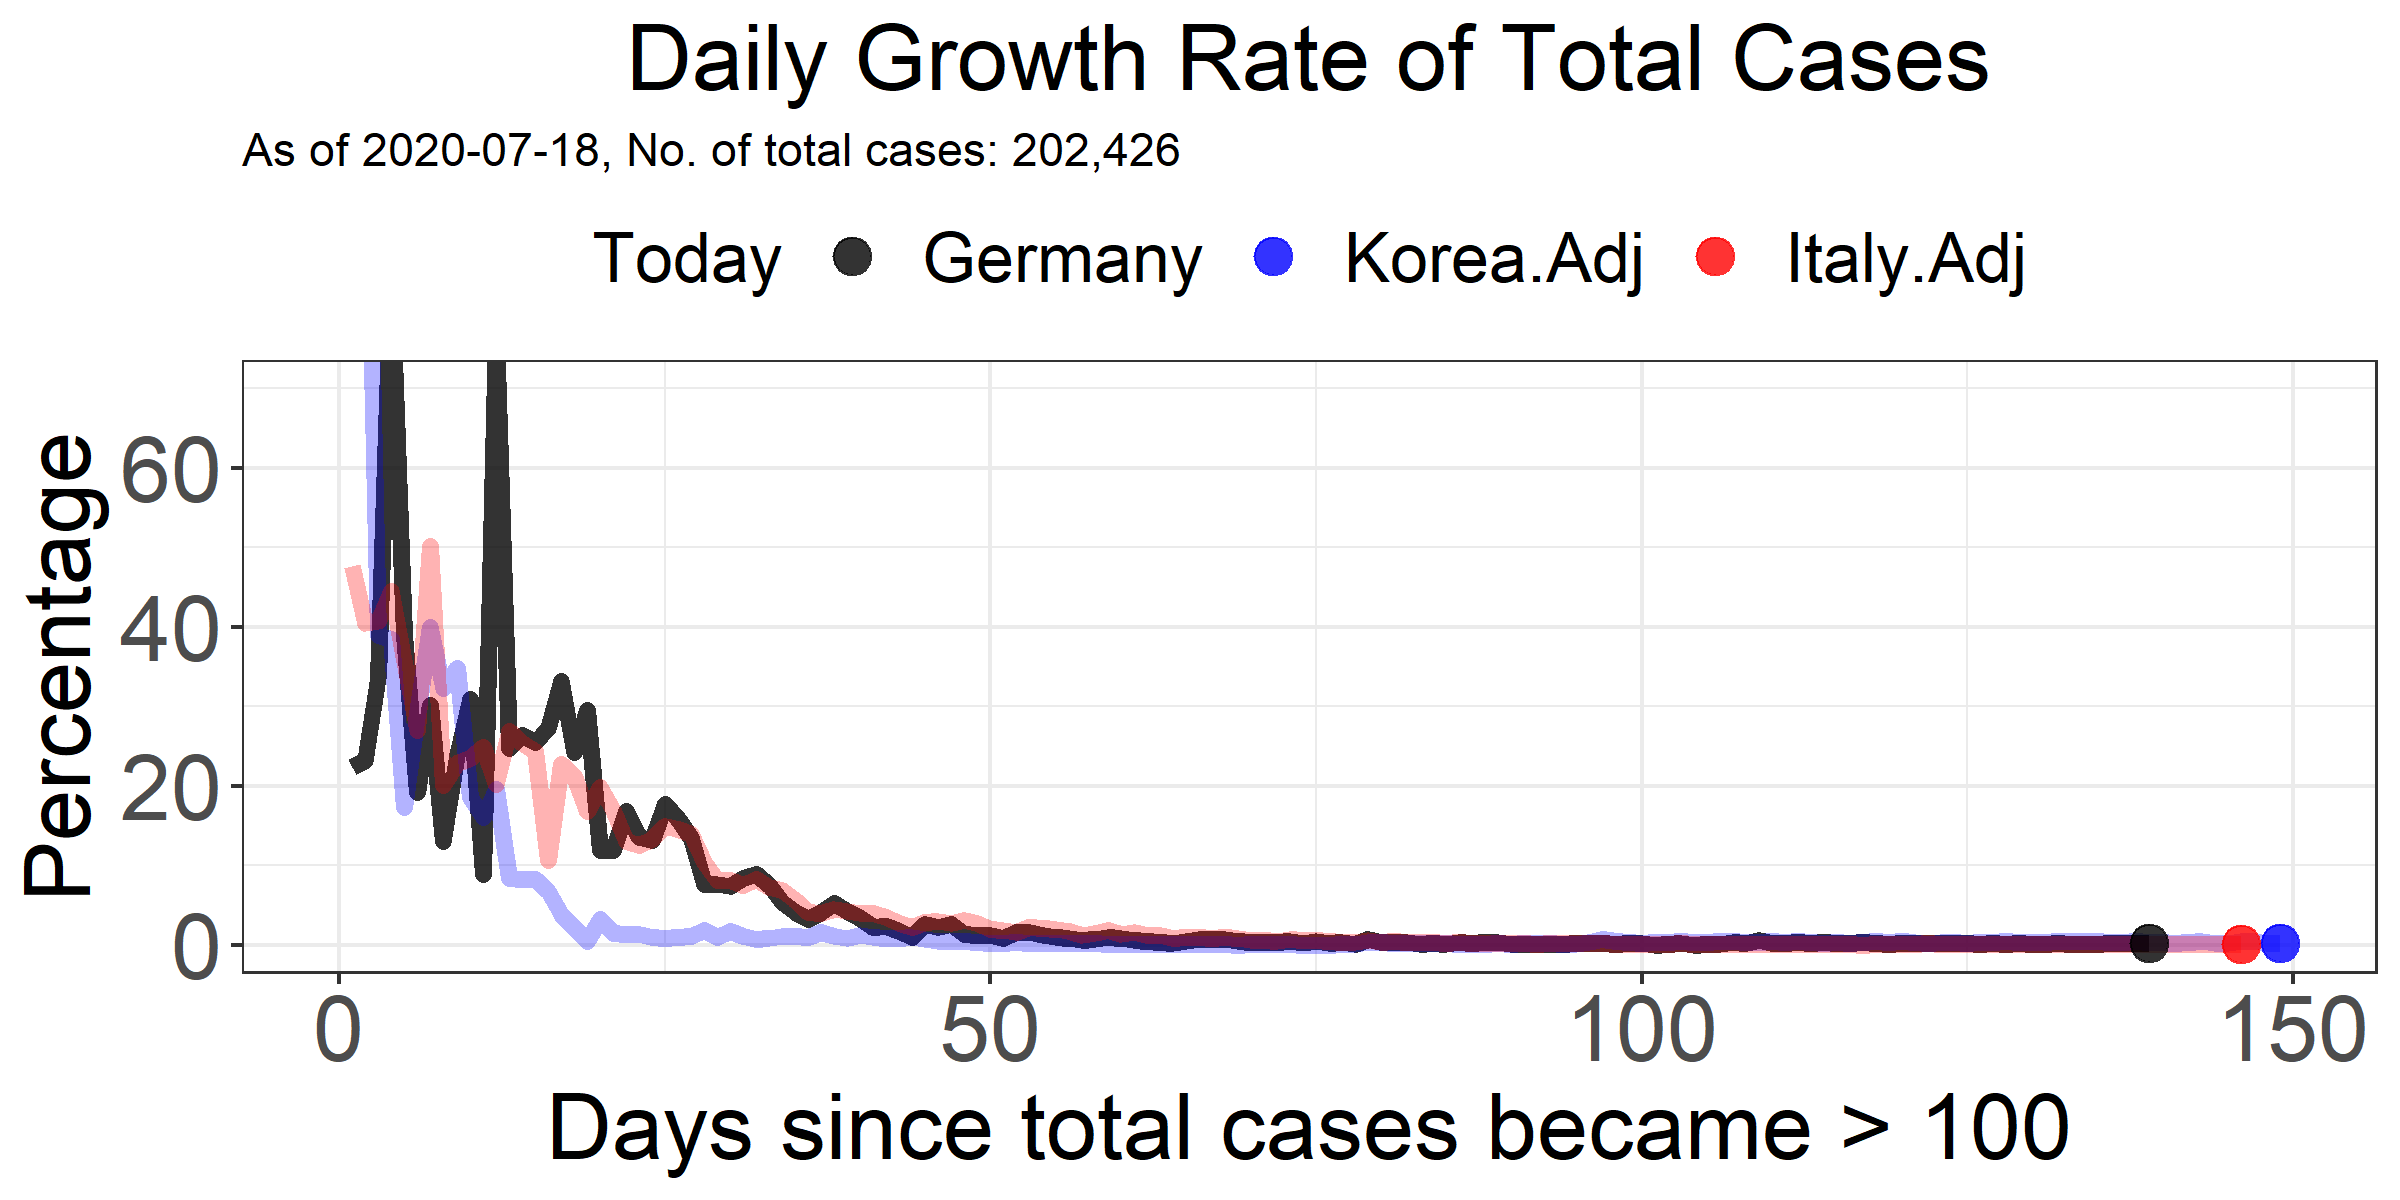 Daily Growth Rate of Total Cases
As of 2020-07-18, No. of total cases: 202,426
Today Germany Korea.Adj Italy.Adj
Percentage
60
40
20
0
0 50 100 150
Days since total cases became > 100